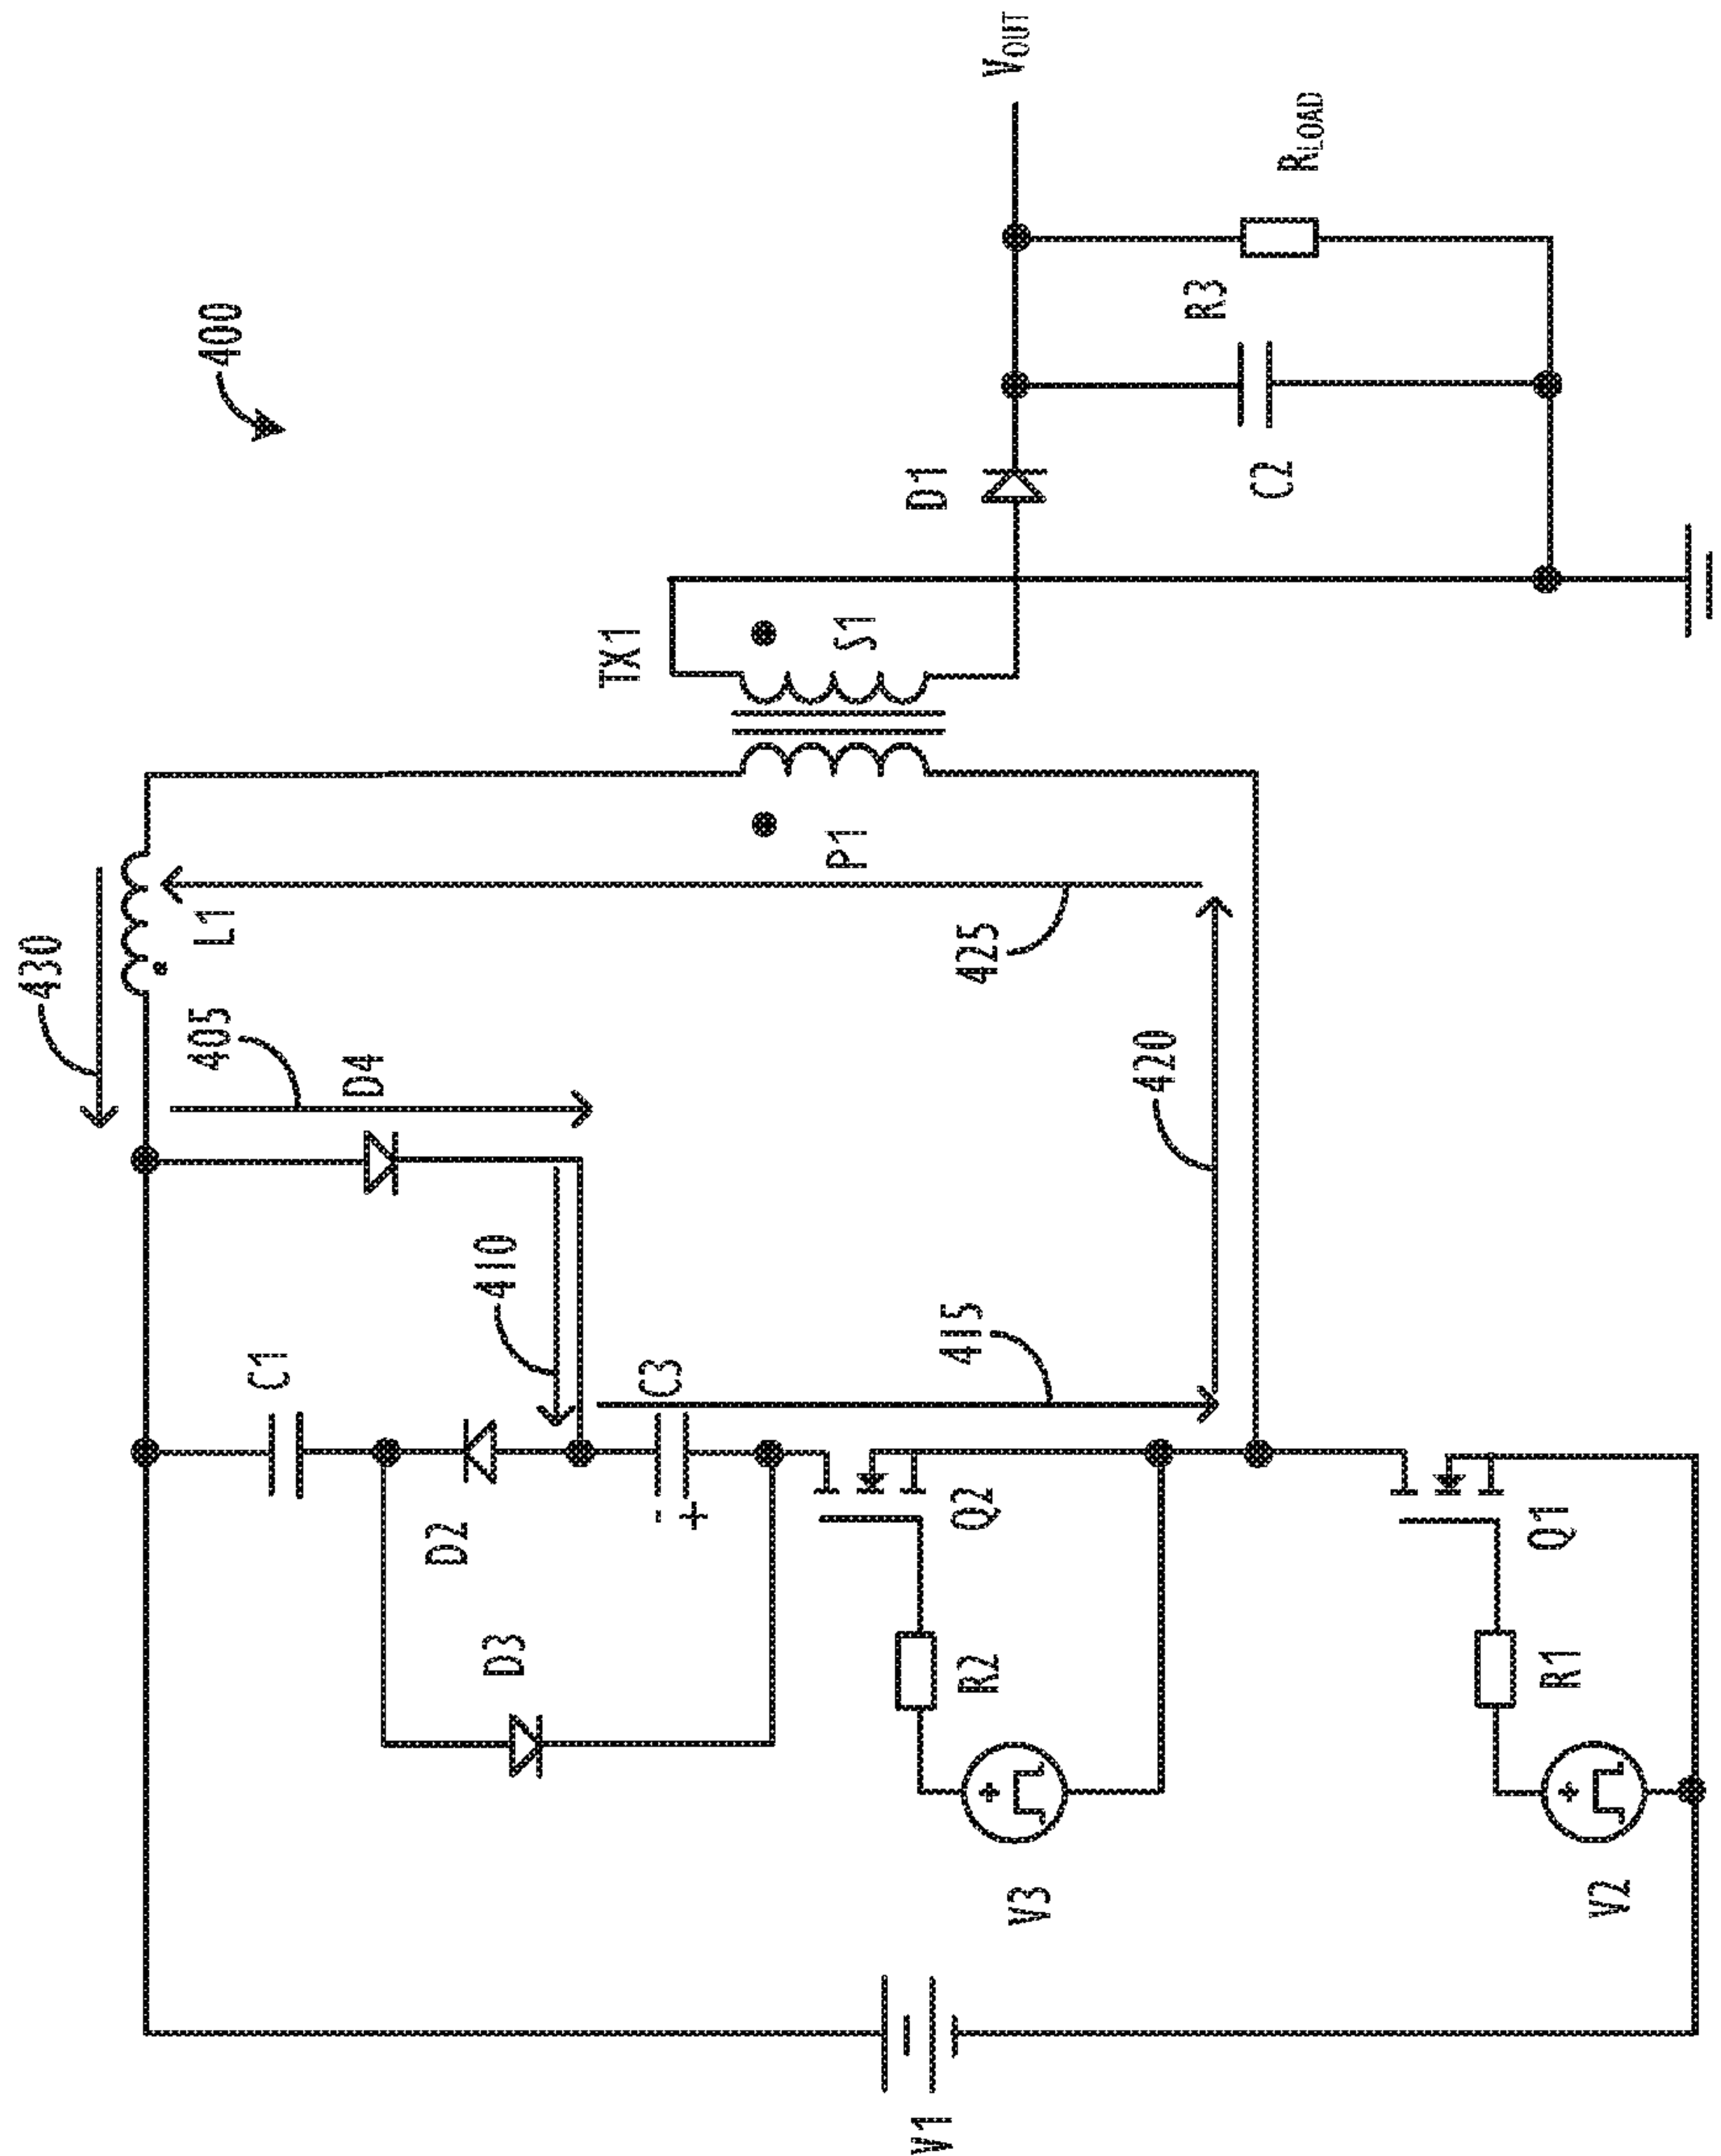 400
430
L1
405
D4
410
C1
D2
D3
C3
-
+
415
420
425
TX1
P1
S1
D1
VOUT
C2
R3
RLOAD
Q2
R2
V3
+
Q1
R1
V2
+
V1